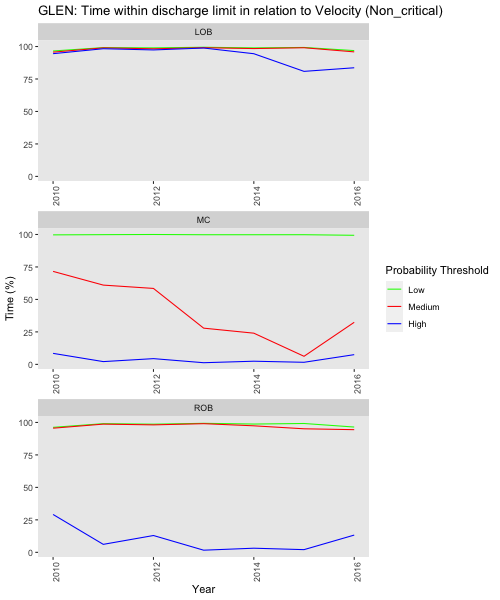 GLEN: Time within discharge limit in relation to Velocity (Non_critical)
LOB
100
75
50
25
0
2010
2012
2014
2016
MC
100
75
50
25
0
2010
2012
2014
2016
ROB
100
75
50
25
0
2010
2012
2014
2016
Time (%)
Year
Probability Threshold
Low
Medium
High